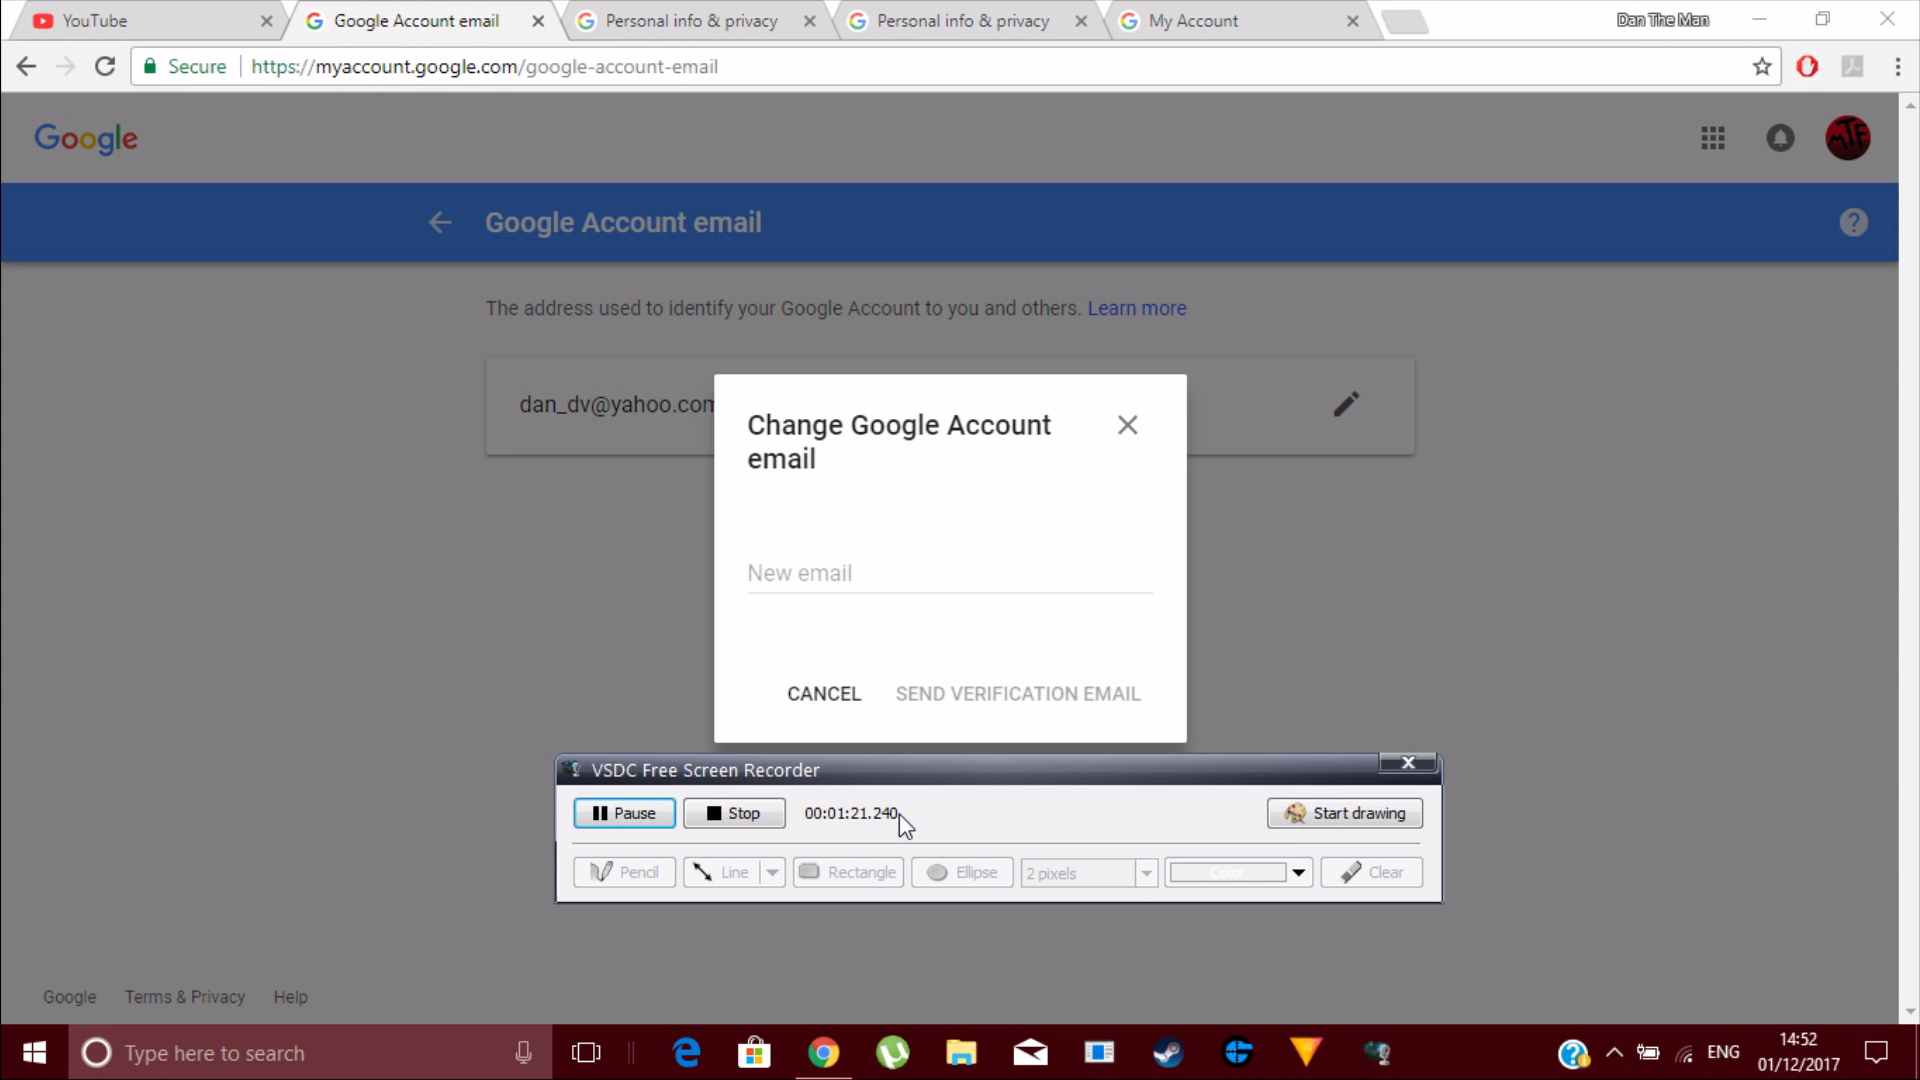 YouTube
Google Account email
Personal info & privacy
Personal info & privacy
My Account
Dan The Man
Secure
https://myaccount.google.com/google-account-email
Google
MTF
Google Account email
The address used to identify your Google Account to you and others. Learn more
dan_dv@yahoo.com
Change Google Account
email
New email
CANCEL
SEND VERIFICATION EMAIL
VSDC Free Screen Recorder
Pause
Stop
00:01:21.240
Start drawing
Pencil
Line
Rectangle
Ellipse
2 pixels
Color
Clear
Google
Terms & Privacy
Help
Type here to search
ENG
14:52
01/12/2017